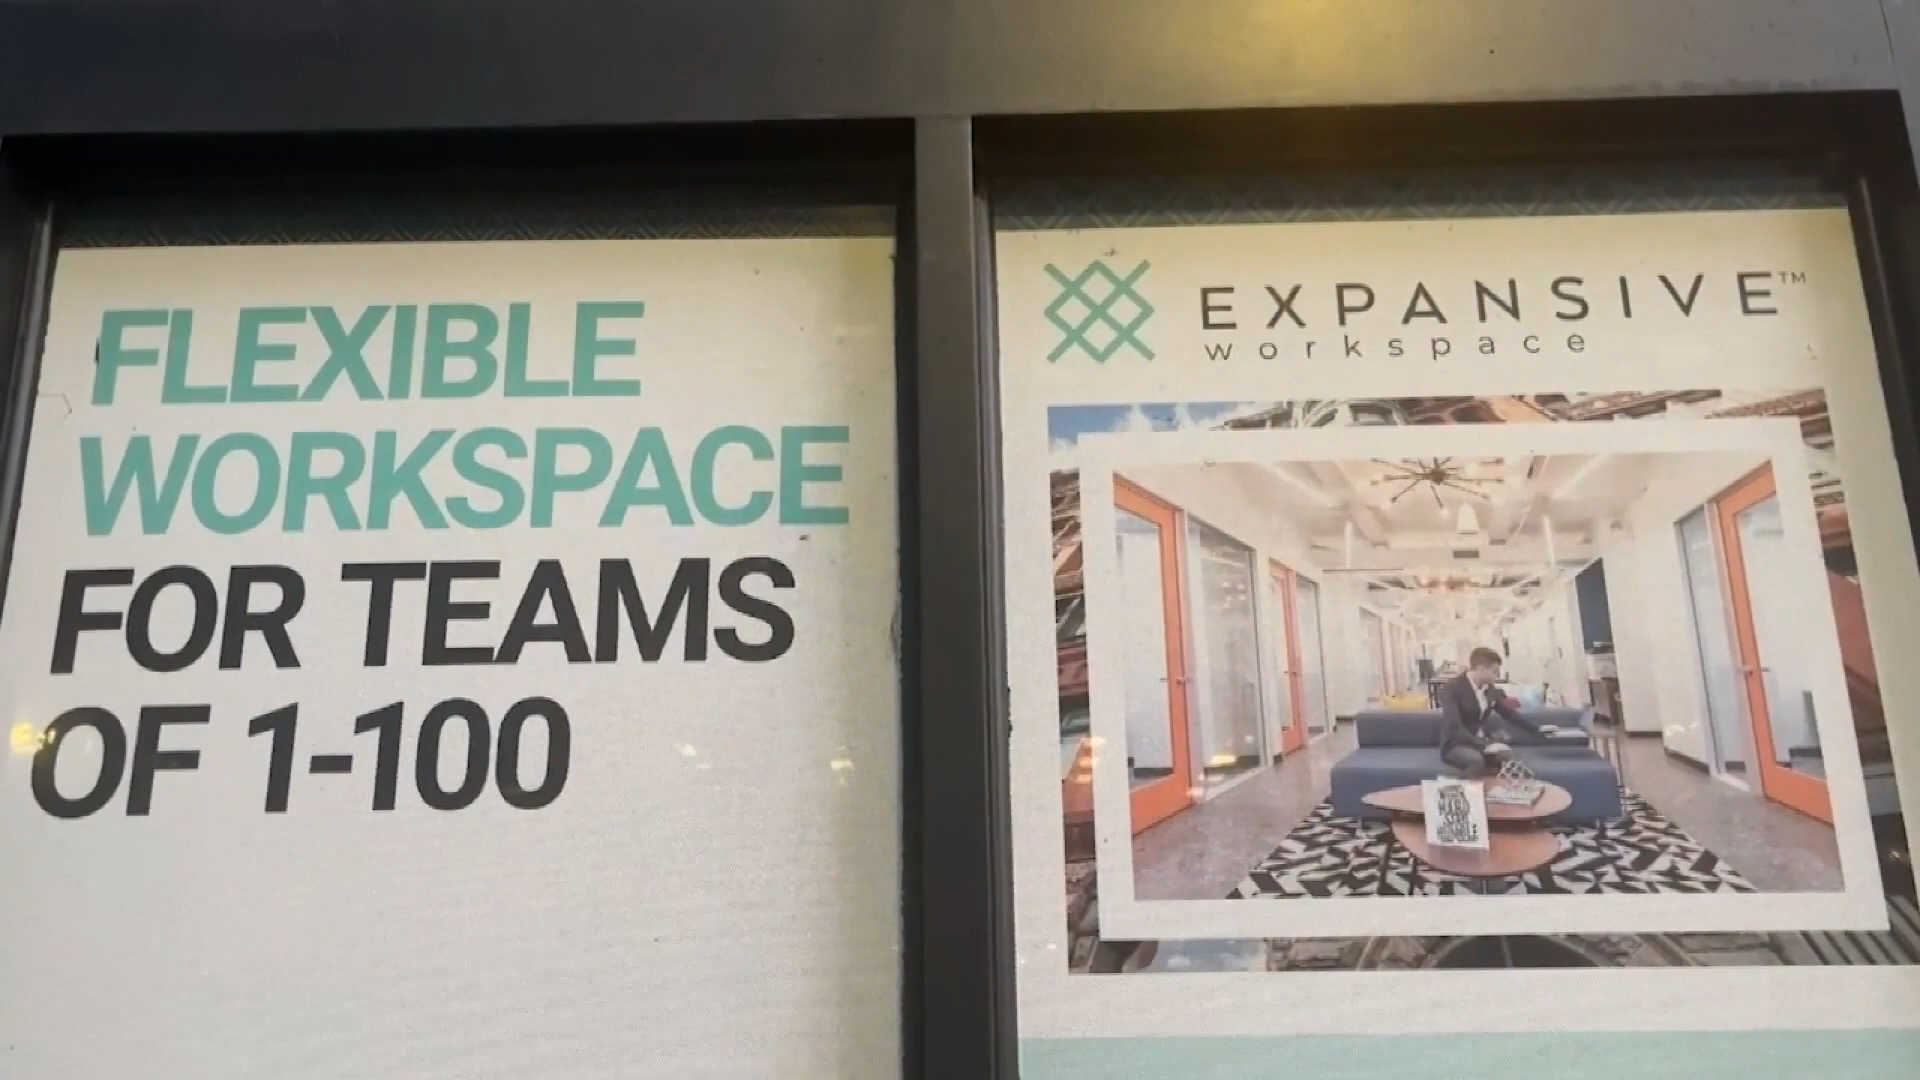 FLEXIBLE
WORKSPACE
FOR TEAMS
OF 1-100
EXPANSIVE™
workspace